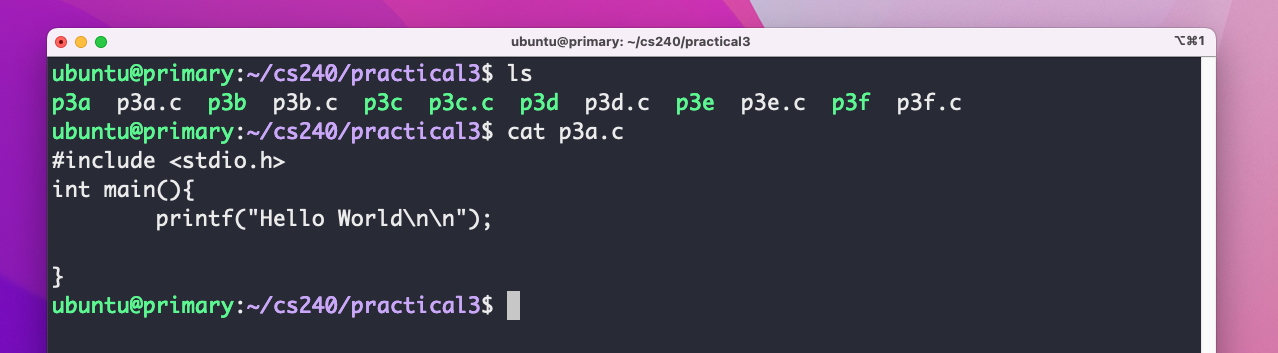 ubuntu@primary: ~/cs240/practical3 ⌥⌘1
ubuntu@primary:~/cs240/practical3$ ls
p3a  p3a.c  p3b  p3b.c  p3c  p3c.c  p3d  p3d.c  p3e  p3e.c  p3f  p3f.c
ubuntu@primary:~/cs240/practical3$ cat p3a.c
#include <stdio.h>
int main(){
        printf("Hello World\n\n");
}
ubuntu@primary:~/cs240/practical3$